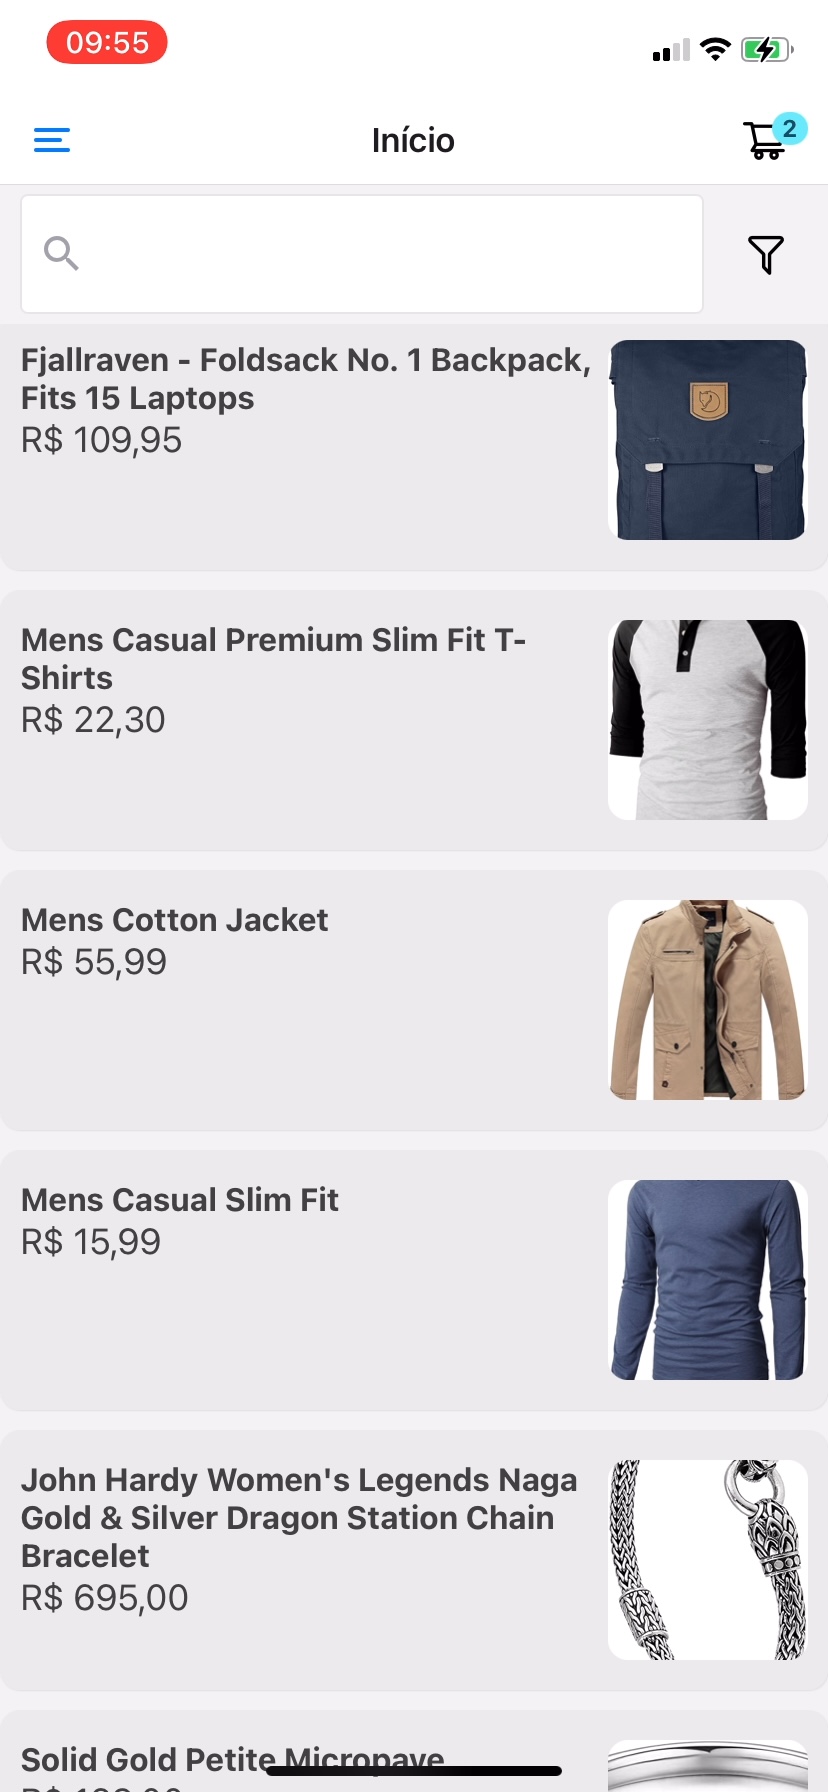 09:55
Início
2
Fjallraven - Foldsack No. 1 Backpack,
Fits 15 Laptops
R$ 109,95
Mens Casual Premium Slim Fit T-
Shirts
R$ 22,30
Mens Cotton Jacket
R$ 55,99
Mens Casual Slim Fit
R$ 15,99
John Hardy Women's Legends Naga
Gold & Silver Dragon Station Chain
Bracelet
R$ 695,00
Solid Gold Petite Micropave